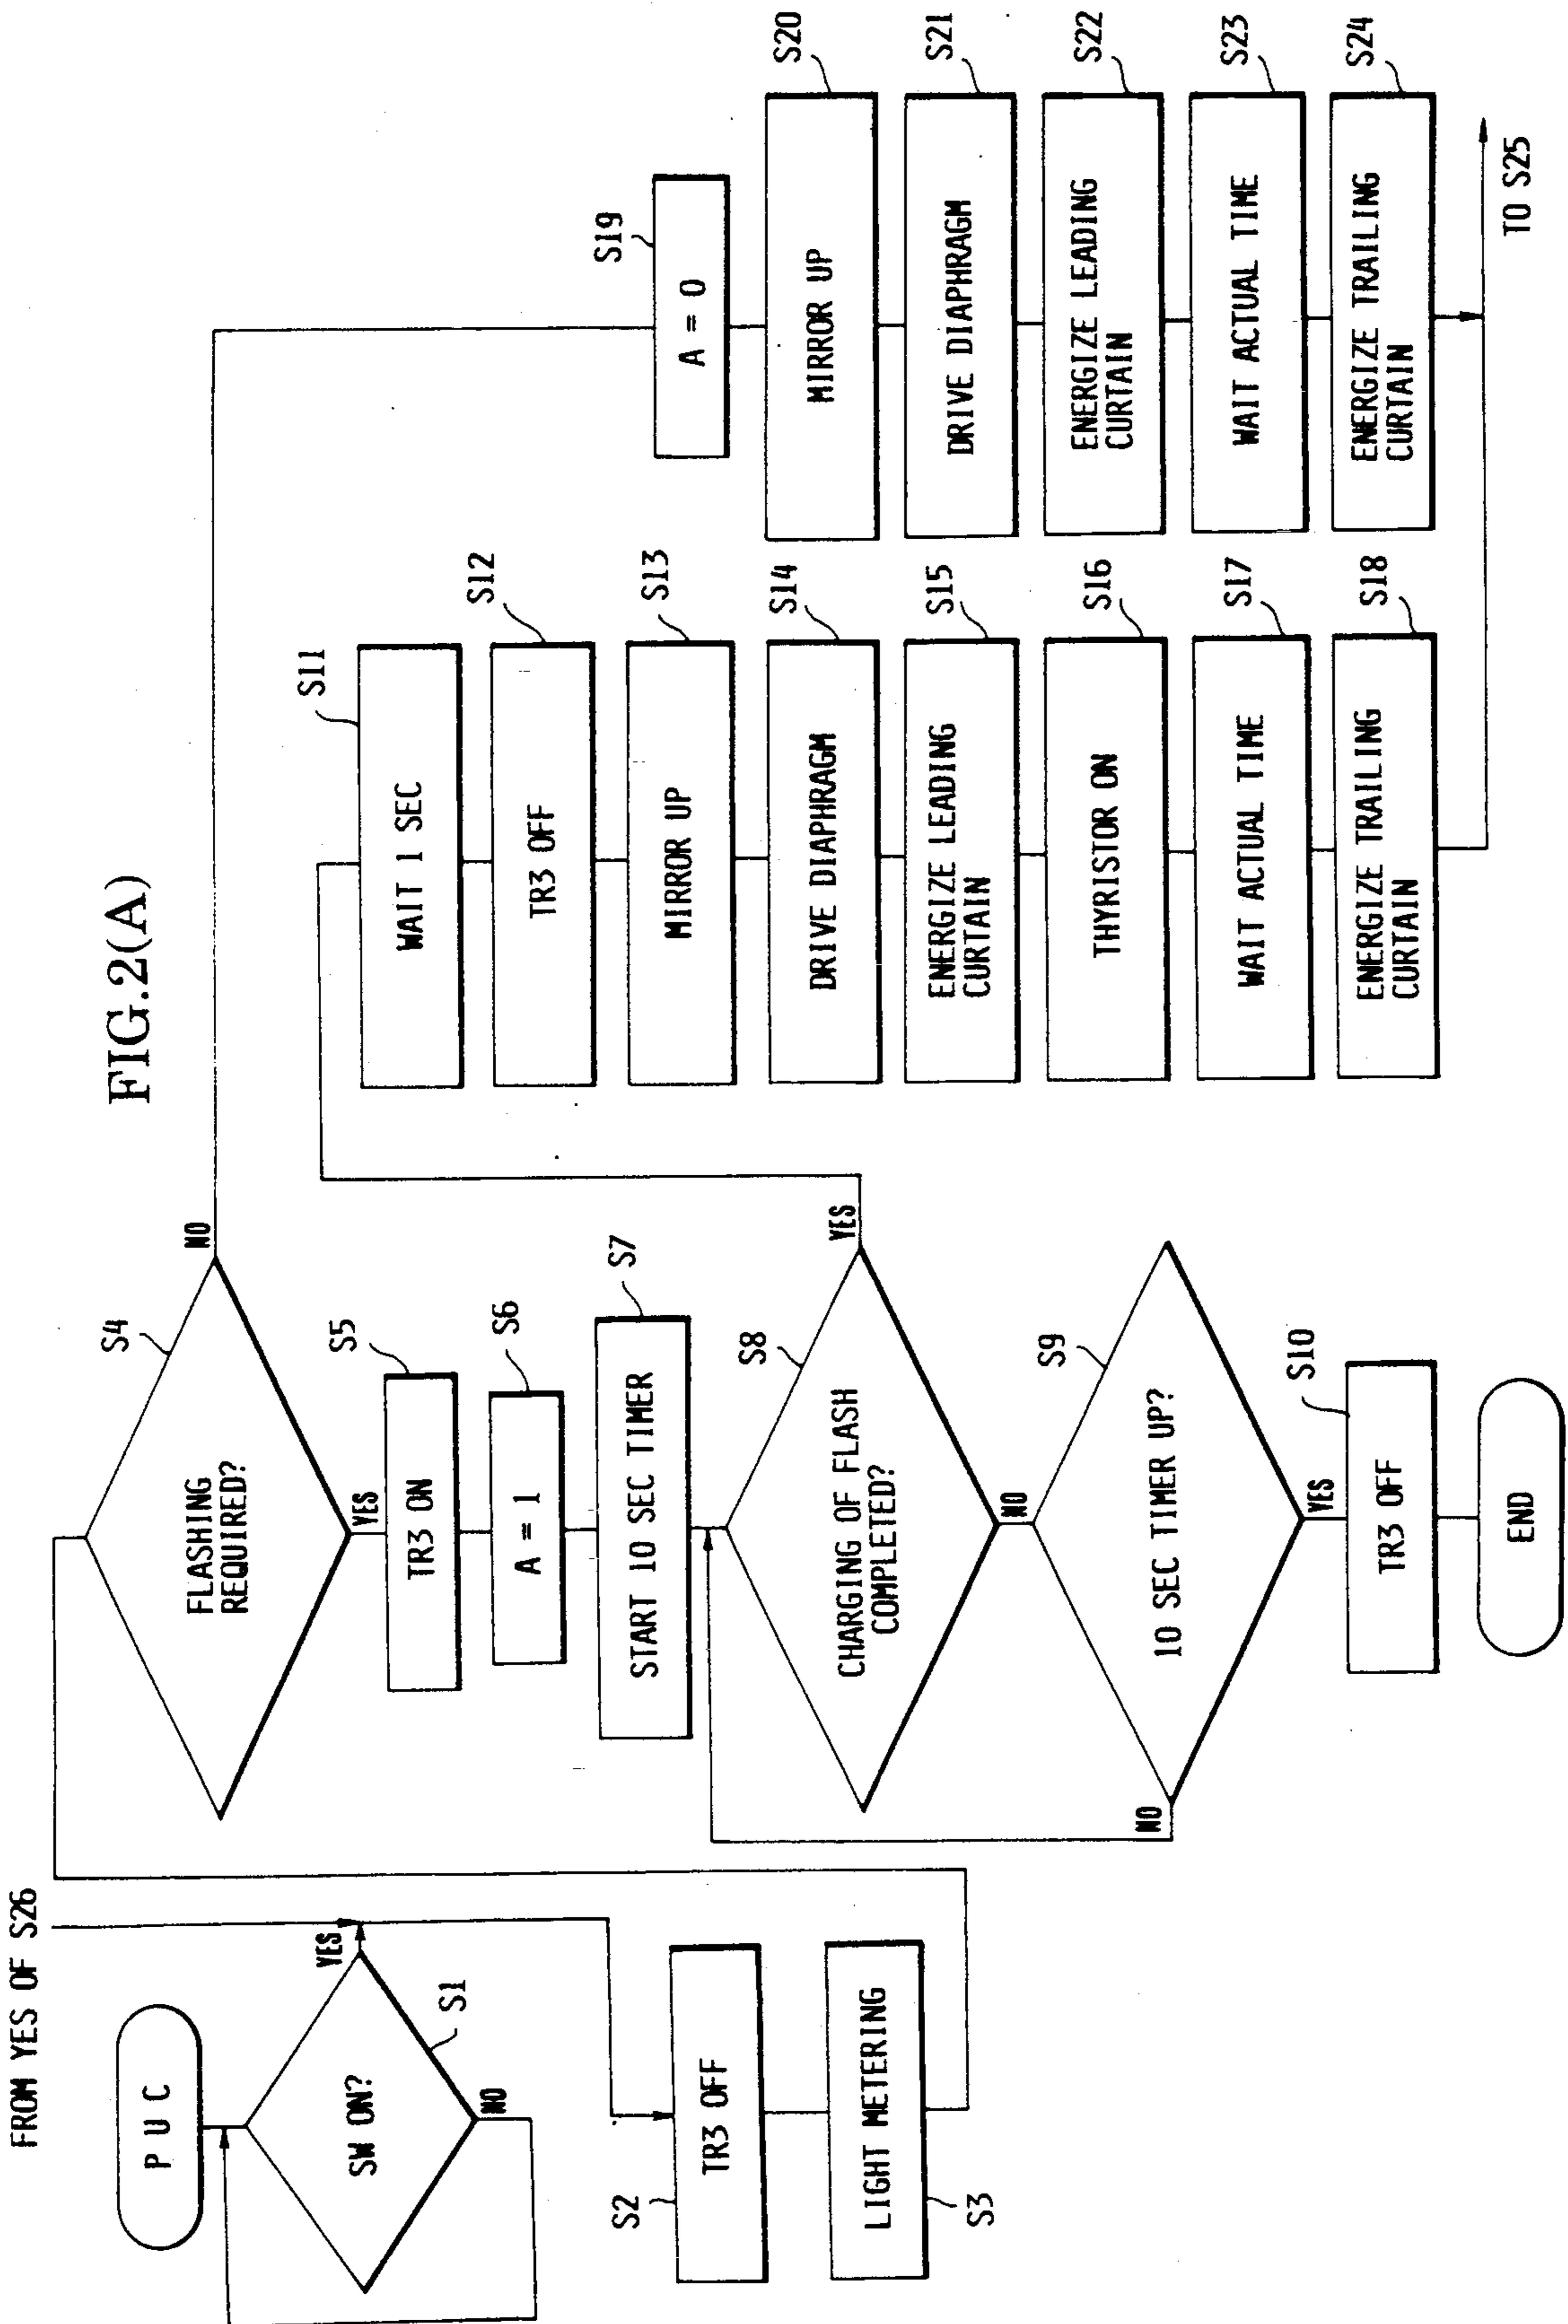 FIG.2(A)
FROM YES OF S26
P U C
SW ON?
S1
YES
NO
S2
TR3 OFF
LIGHT METERING
S3
S4
FLASHING
REQUIRED?
NO
YES
S5
TR3 ON
S6
A = 1
S7
START 10 SEC TIMER
S8
CHARGING OF FLASH
COMPLETED?
YES
NO
S9
10 SEC TIMER UP?
NO
YES
S10
TR3 OFF
END
S11
WAIT 1 SEC
S12
TR3 OFF
S13
MIRROR UP
S14
DRIVE DIAPHRAGM
S15
ENERGIZE LEADING
CURTAIN
S16
THYRISTOR ON
S17
WAIT ACTUAL TIME
S18
ENERGIZE TRAILING
CURTAIN
S19
A = 0
S20
MIRROR UP
S21
DRIVE DIAPHRAGM
S22
ENERGIZE LEADING
CURTAIN
S23
WAIT ACTUAL TIME
S24
ENERGIZE TRAILING
CURTAIN
TO S25